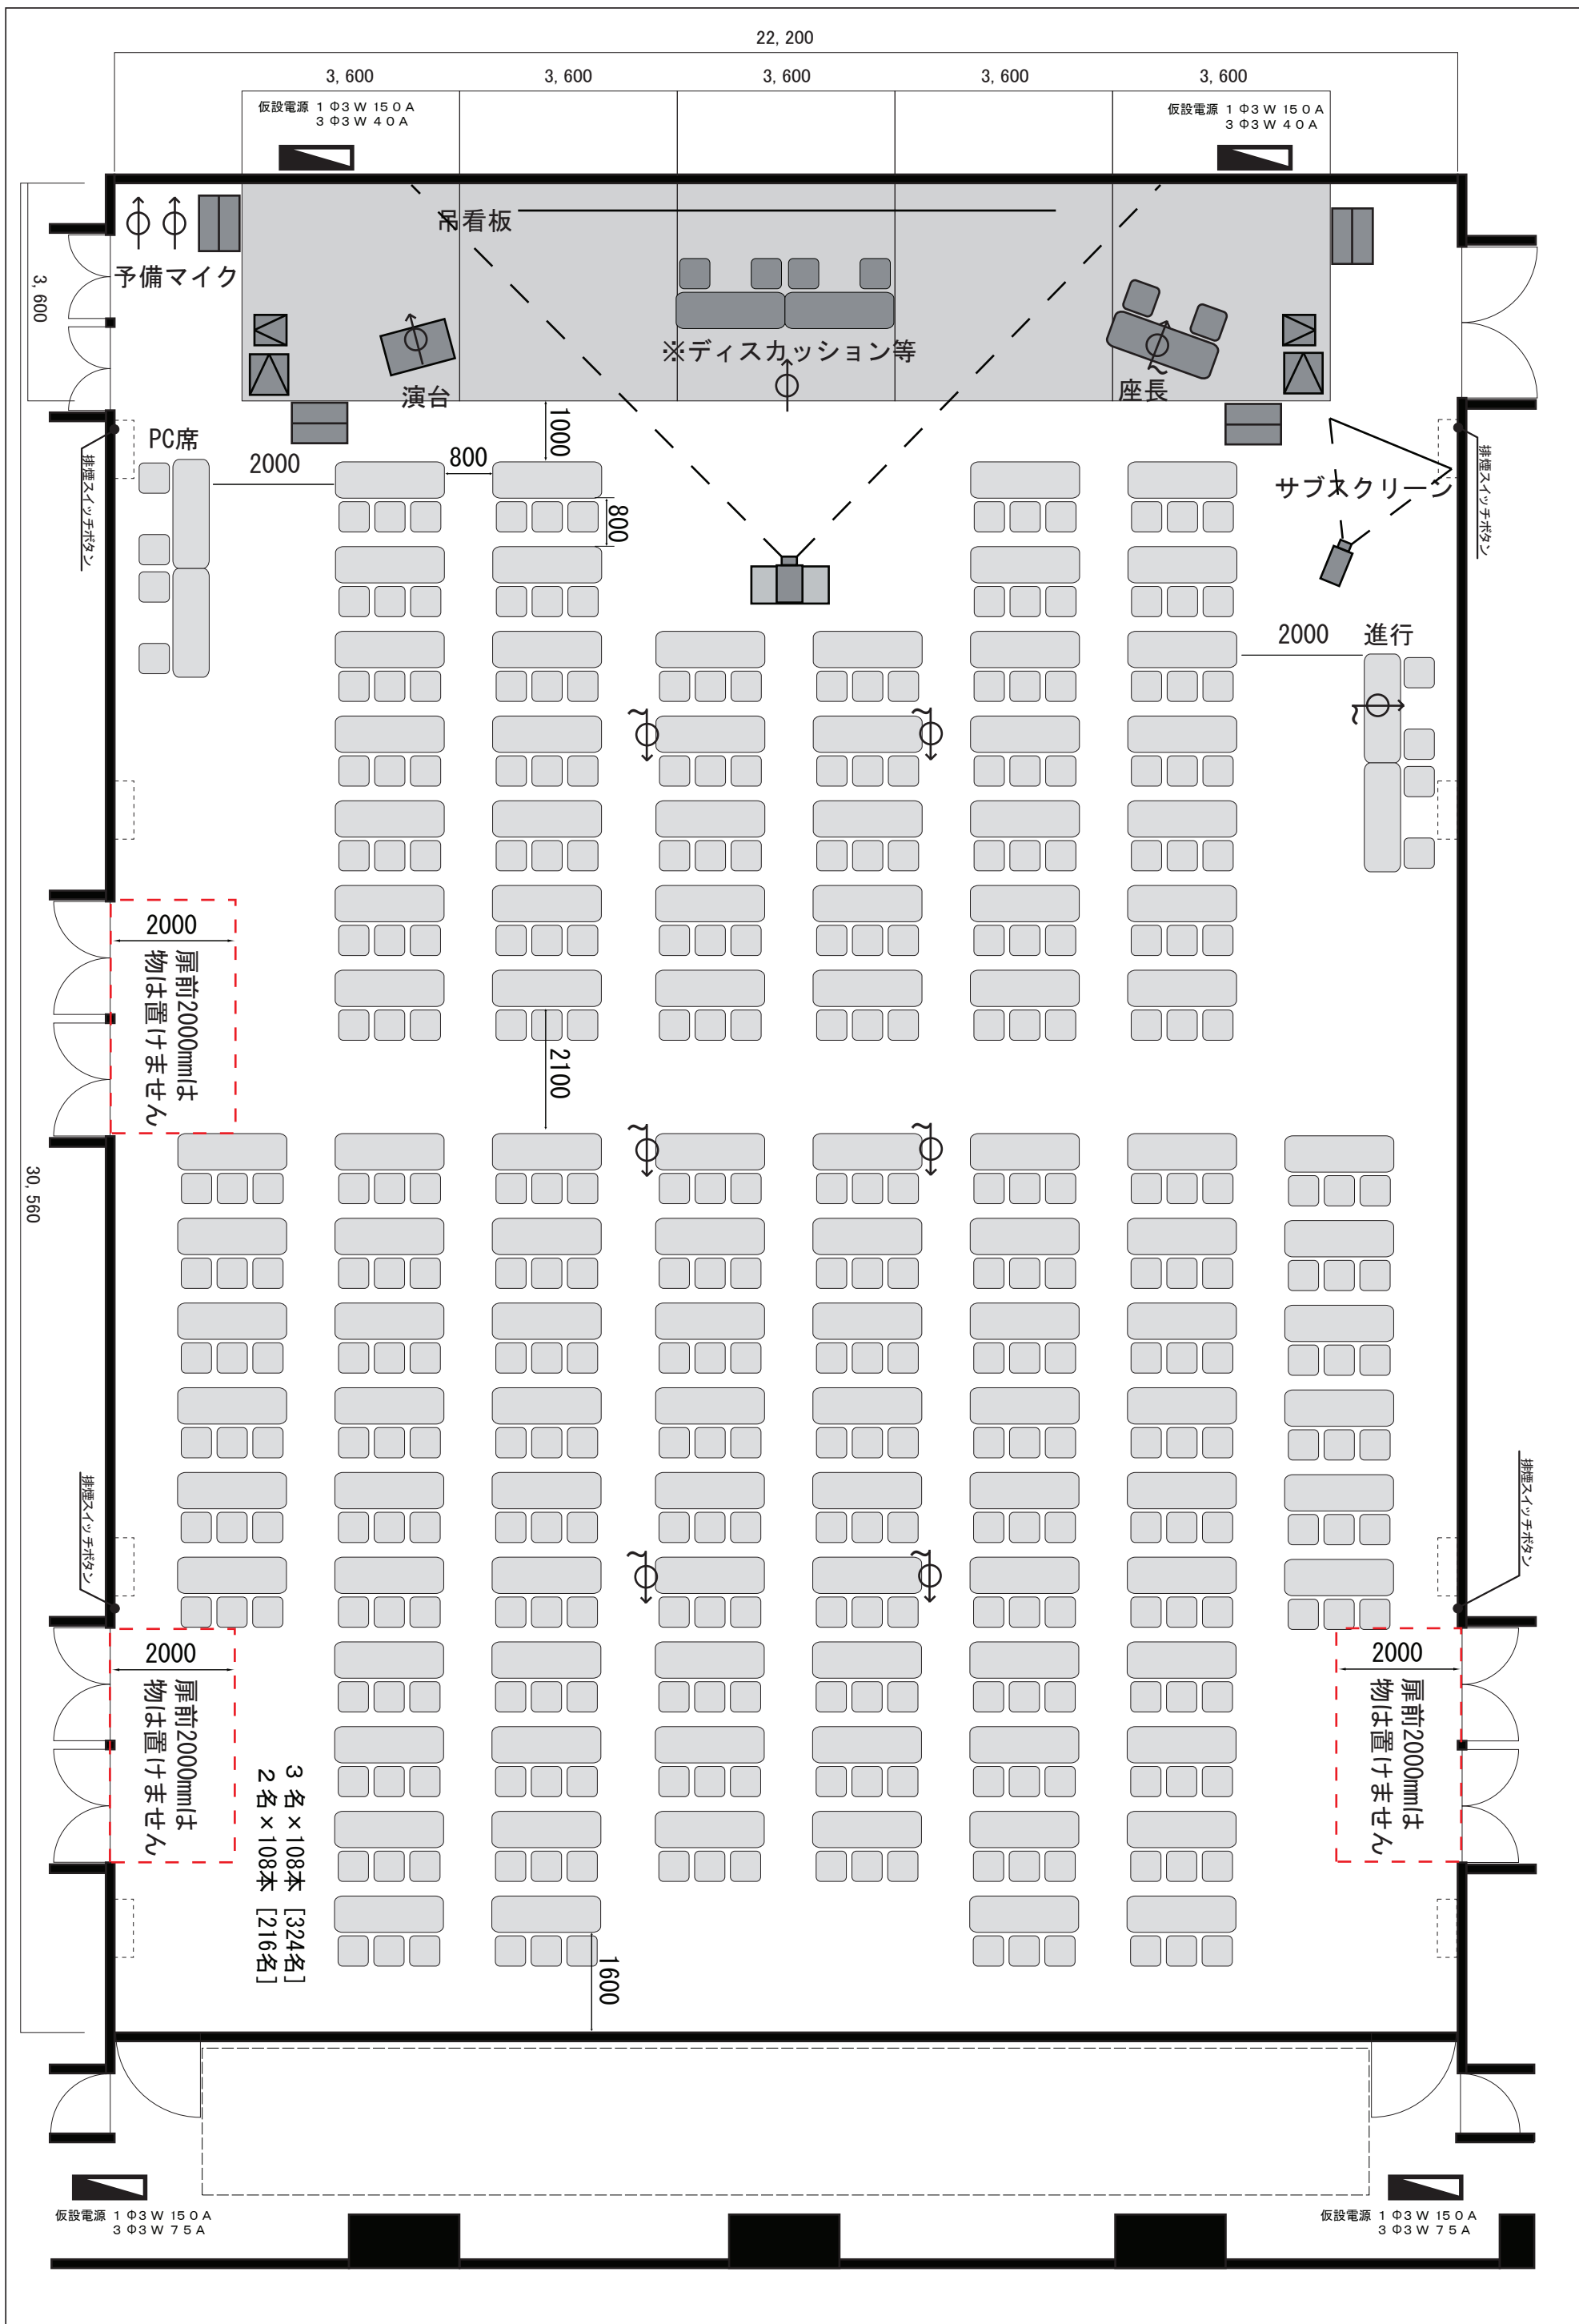 22,200
3,600
3,600
3,600
3,600
3,600
仮設電源 1Φ3W 150A
3Φ3W 40A
仮設電源 1Φ3W 150A
3Φ3W 40A
吊看板
予備マイク
3,600
※ディスカッション等
演台
座長
1000
PC席
2000
800
800
排煙スイッチボタン
サブスクリーン
排煙スイッチボタン
2000
進行
2000
扉前2000mmは
物は置けません
2100
30,560
排煙スイッチボタン
排煙スイッチボタン
2000
扉前2000mmは
物は置けません
2000
扉前2000mmは
物は置けません
3名×108本 [324名]
2名×108本 [216名]
1600
仮設電源 1Φ3W 150A
3Φ3W 75A
仮設電源 1Φ3W 150A
3Φ3W 75A